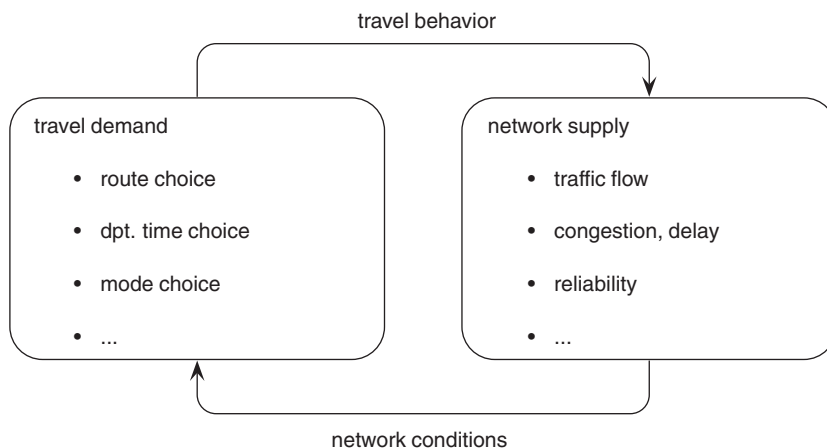 travel behavior
travel demand
• route choice
• dpt. time choice
• mode choice
• ...
network supply
• traffic flow
• congestion, delay
• reliability
• ...
network conditions